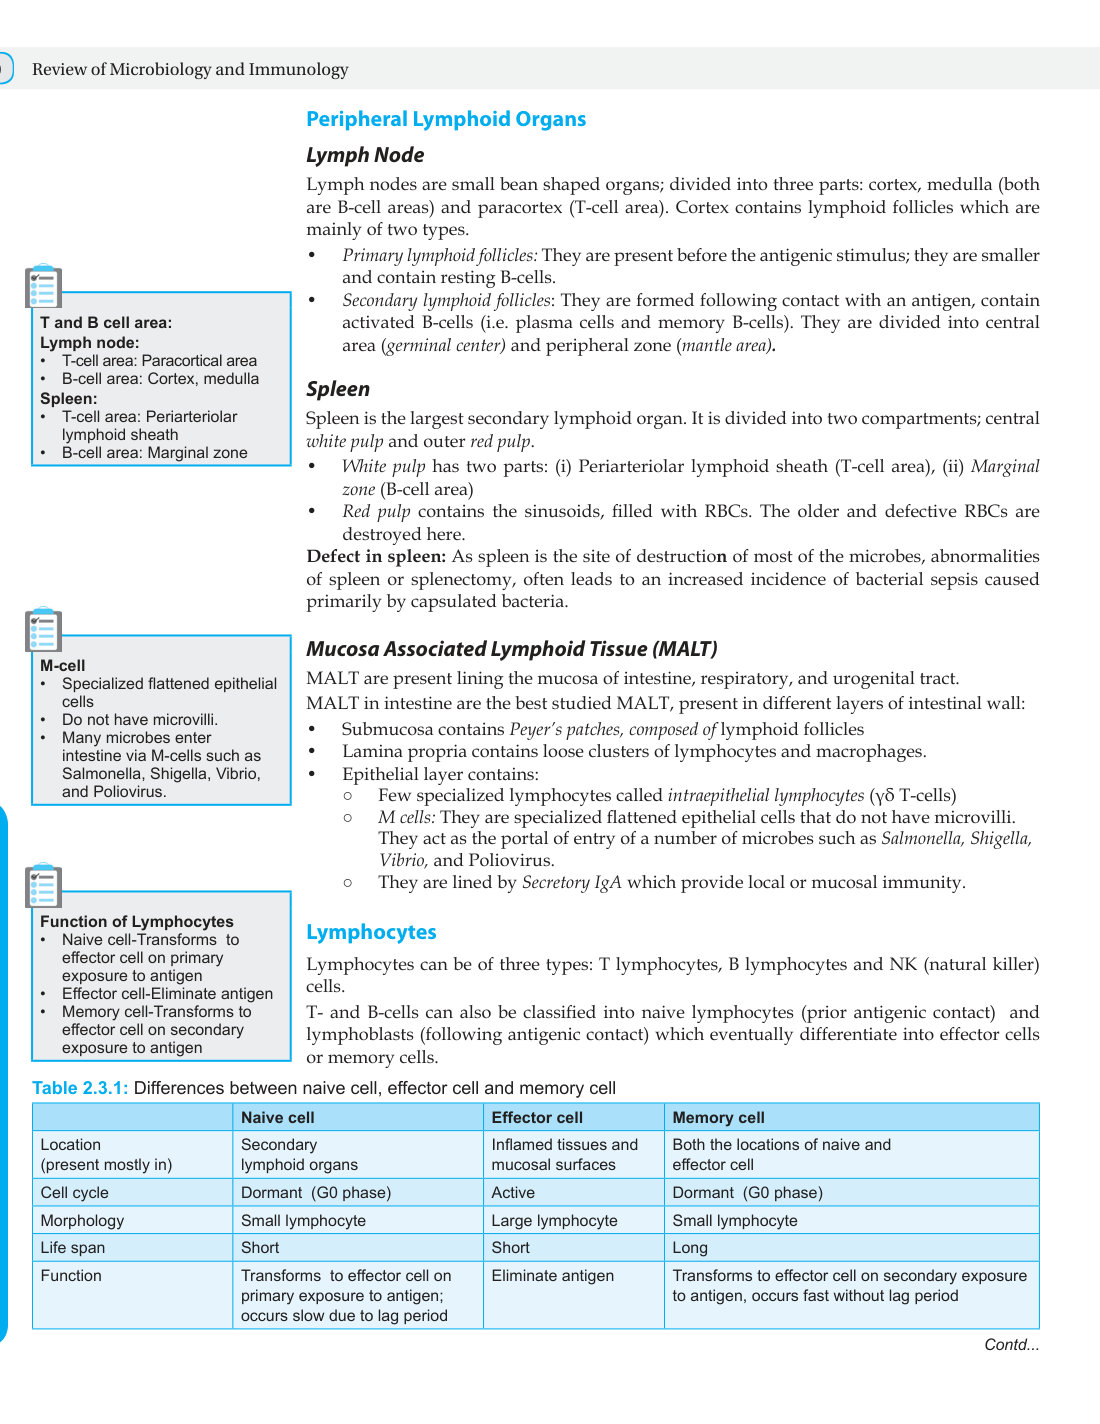 Review of Microbiology and Immunology
Peripheral Lymphoid Organs
Lymph Node
Lymph nodes are small bean shaped organs; divided into three parts: cortex, medulla (both
are B-cell areas) and paracortex (T-cell area). Cortex contains lymphoid follicles which are
mainly of two types.
• Primary lymphoid follicles: They are present before the antigenic stimulus; they are smaller
and contain resting B-cells.
• Secondary lymphoid follicles: They are formed following contact with an antigen, contain
activated B-cells (i.e. plasma cells and memory B-cells). They are divided into central
area (germinal center) and peripheral zone (mantle area).
T and B cell area:
Lymph node:
• T-cell area: Paracortical area
• B-cell area: Cortex, medulla
Spleen:
• T-cell area: Periarteriolar
lymphoid sheath
• B-cell area: Marginal zone
Spleen
Spleen is the largest secondary lymphoid organ. It is divided into two compartments; central
white pulp and outer red pulp.
• White pulp has two parts: (i) Periarteriolar lymphoid sheath (T-cell area), (ii) Marginal
zone (B-cell area)
• Red pulp contains the sinusoids, filled with RBCs. The older and defective RBCs are
destroyed here.
Defect in spleen: As spleen is the site of destruction of most of the microbes, abnormalities
of spleen or splenectomy, often leads to an increased incidence of bacterial sepsis caused
primarily by capsulated bacteria.
Mucosa Associated Lymphoid Tissue (MALT)
MALT are present lining the mucosa of intestine, respiratory, and urogenital tract.
MALT in intestine are the best studied MALT, present in different layers of intestinal wall:
• Submucosa contains Peyer's patches, composed of lymphoid follicles
• Lamina propria contains loose clusters of lymphocytes and macrophages.
• Epithelial layer contains:
○ Few specialized lymphocytes called intraepithelial lymphocytes (γδ T-cells)
○ M cells: They are specialized flattened epithelial cells that do not have microvilli.
They act as the portal of entry of a number of microbes such as Salmonella, Shigella,
Vibrio, and Poliovirus.
○ They are lined by Secretory IgA which provide local or mucosal immunity.
M-cell
• Specialized flattened epithelial
cells
• Do not have microvilli.
• Many microbes enter
intestine via M-cells such as
Salmonella, Shigella, Vibrio,
and Poliovirus.
Function of Lymphocytes
• Naive cell-Transforms to
effector cell on primary
exposure to antigen
• Effector cell-Eliminate antigen
• Memory cell-Transforms to
effector cell on secondary
exposure to antigen
Lymphocytes
Lymphocytes can be of three types: T lymphocytes, B lymphocytes and NK (natural killer)
cells.
T- and B-cells can also be classified into naive lymphocytes (prior antigenic contact) and
lymphoblasts (following antigenic contact) which eventually differentiate into effector cells
or memory cells.
Table 2.3.1: Differences between naive cell, effector cell and memory cell
Naive cell Effector cell Memory cell
Location Secondary Inflamed tissues and Both the locations of naive and
(present mostly in) lymphoid organs mucosal surfaces effector cell
Cell cycle Dormant (G0 phase) Active Dormant (G0 phase)
Morphology Small lymphocyte Large lymphocyte Small lymphocyte
Life span Short Short Long
Function Transforms to effector cell on Eliminate antigen Transforms to effector cell on secondary exposure
primary exposure to antigen; to antigen, occurs fast without lag period
occurs slow due to lag period
Contd...